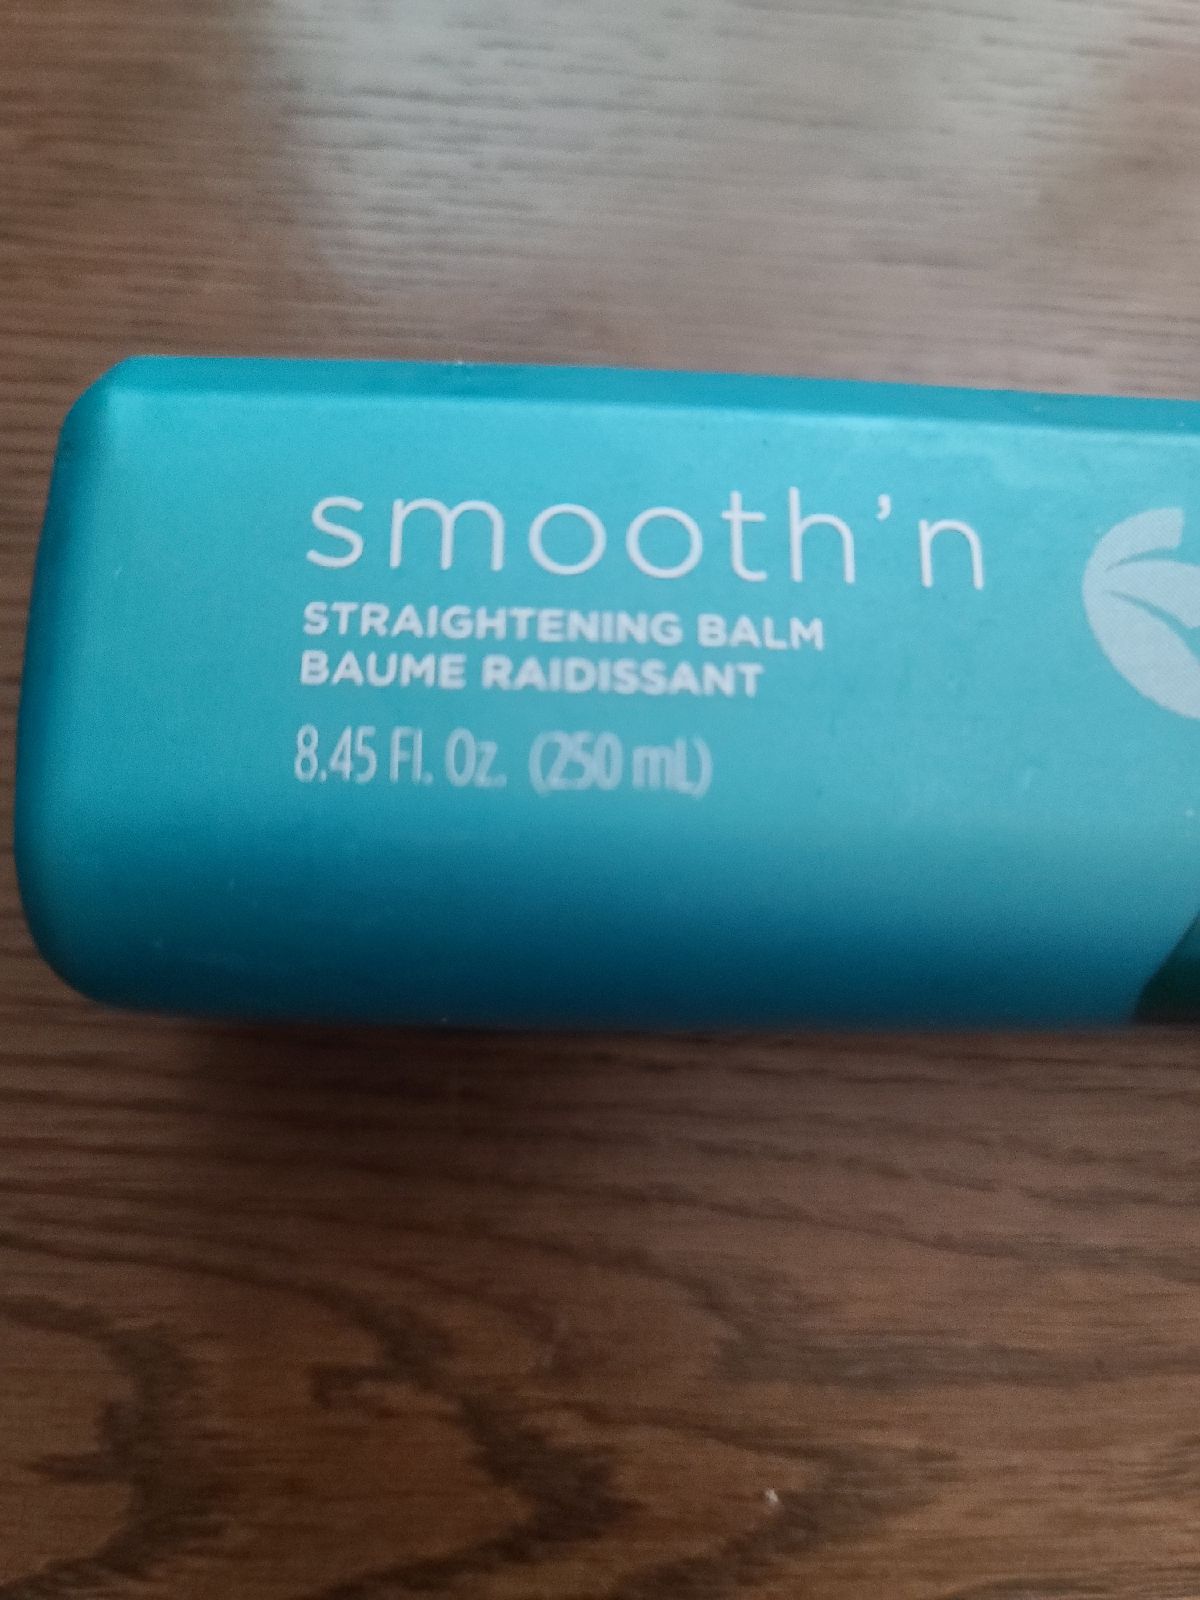 smooth'n
STRAIGHTENING BALM
BAUME RAIDISSANT
8.45 Fl. Oz. (250 mL)